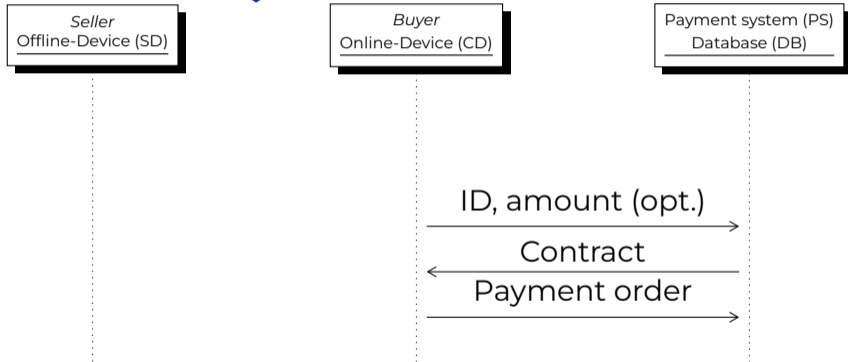 Seller
Offline-Device (SD)
Buyer
Online-Device (CD)
Payment system (PS)
Database (DB)
ID, amount (opt.)
Contract
Payment order